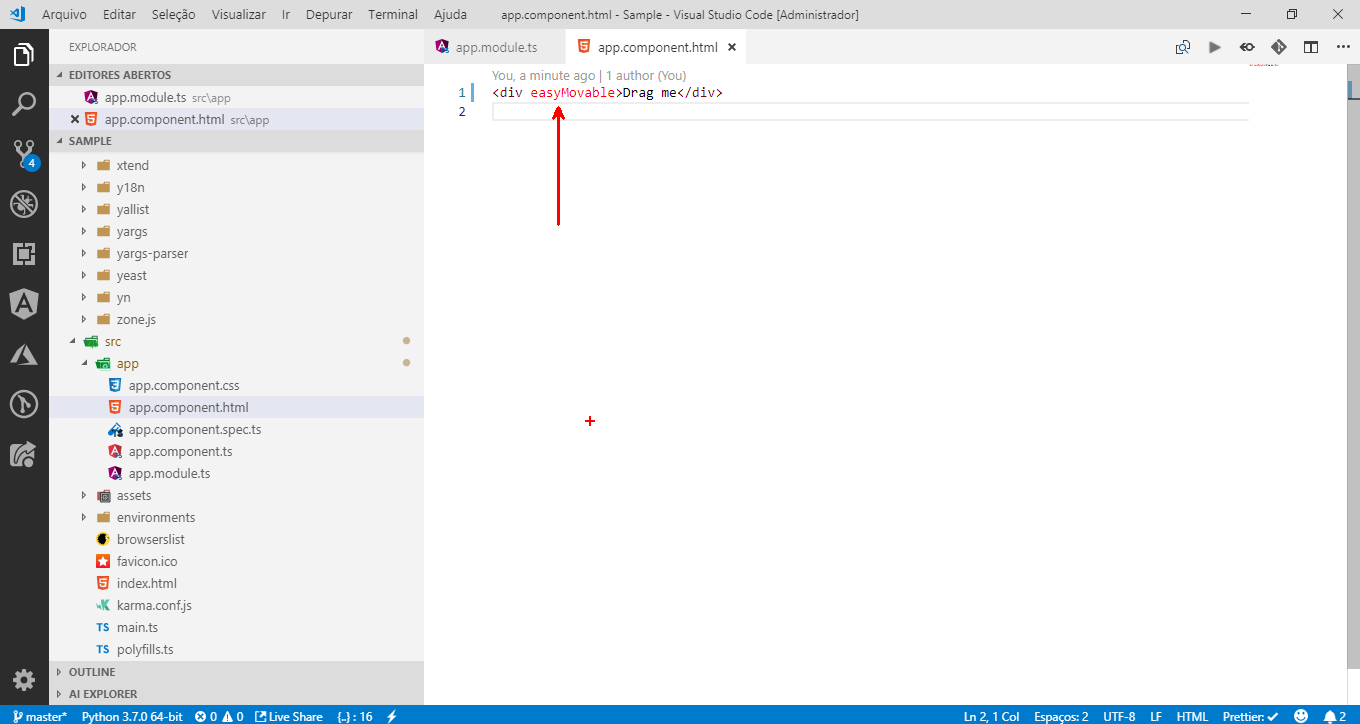 Arquivo Editar Seleção Visualizar Ir Depurar Terminal Ajuda app.component.html - Sample - Visual Studio Code [Administrador]
EXPLORADOR
EDITORES ABERTOS
app.module.ts src\app
app.component.html src\app
SAMPLE
xtend
y18n
yallist
yargs
yargs-parser
yeast
yn
zone.js
src
app
app.component.css
app.component.html
app.component.spec.ts
app.component.ts
app.module.ts
assets
environments
browserslist
favicon.ico
index.html
karma.conf.js
TS main.ts
TS polyfills.ts
OUTLINE
AI EXPLORER
4
app.module.ts app.component.html
You, a minute ago | 1 author (You)
1 <div easyMovable>Drag me</div>
2
master* Python 3.7.0 64-bit 0 0 Live Share {..} : 16 Ln 2, 1 Col Espaços: 2 UTF-8 LF HTML Prettier: ✓ 2